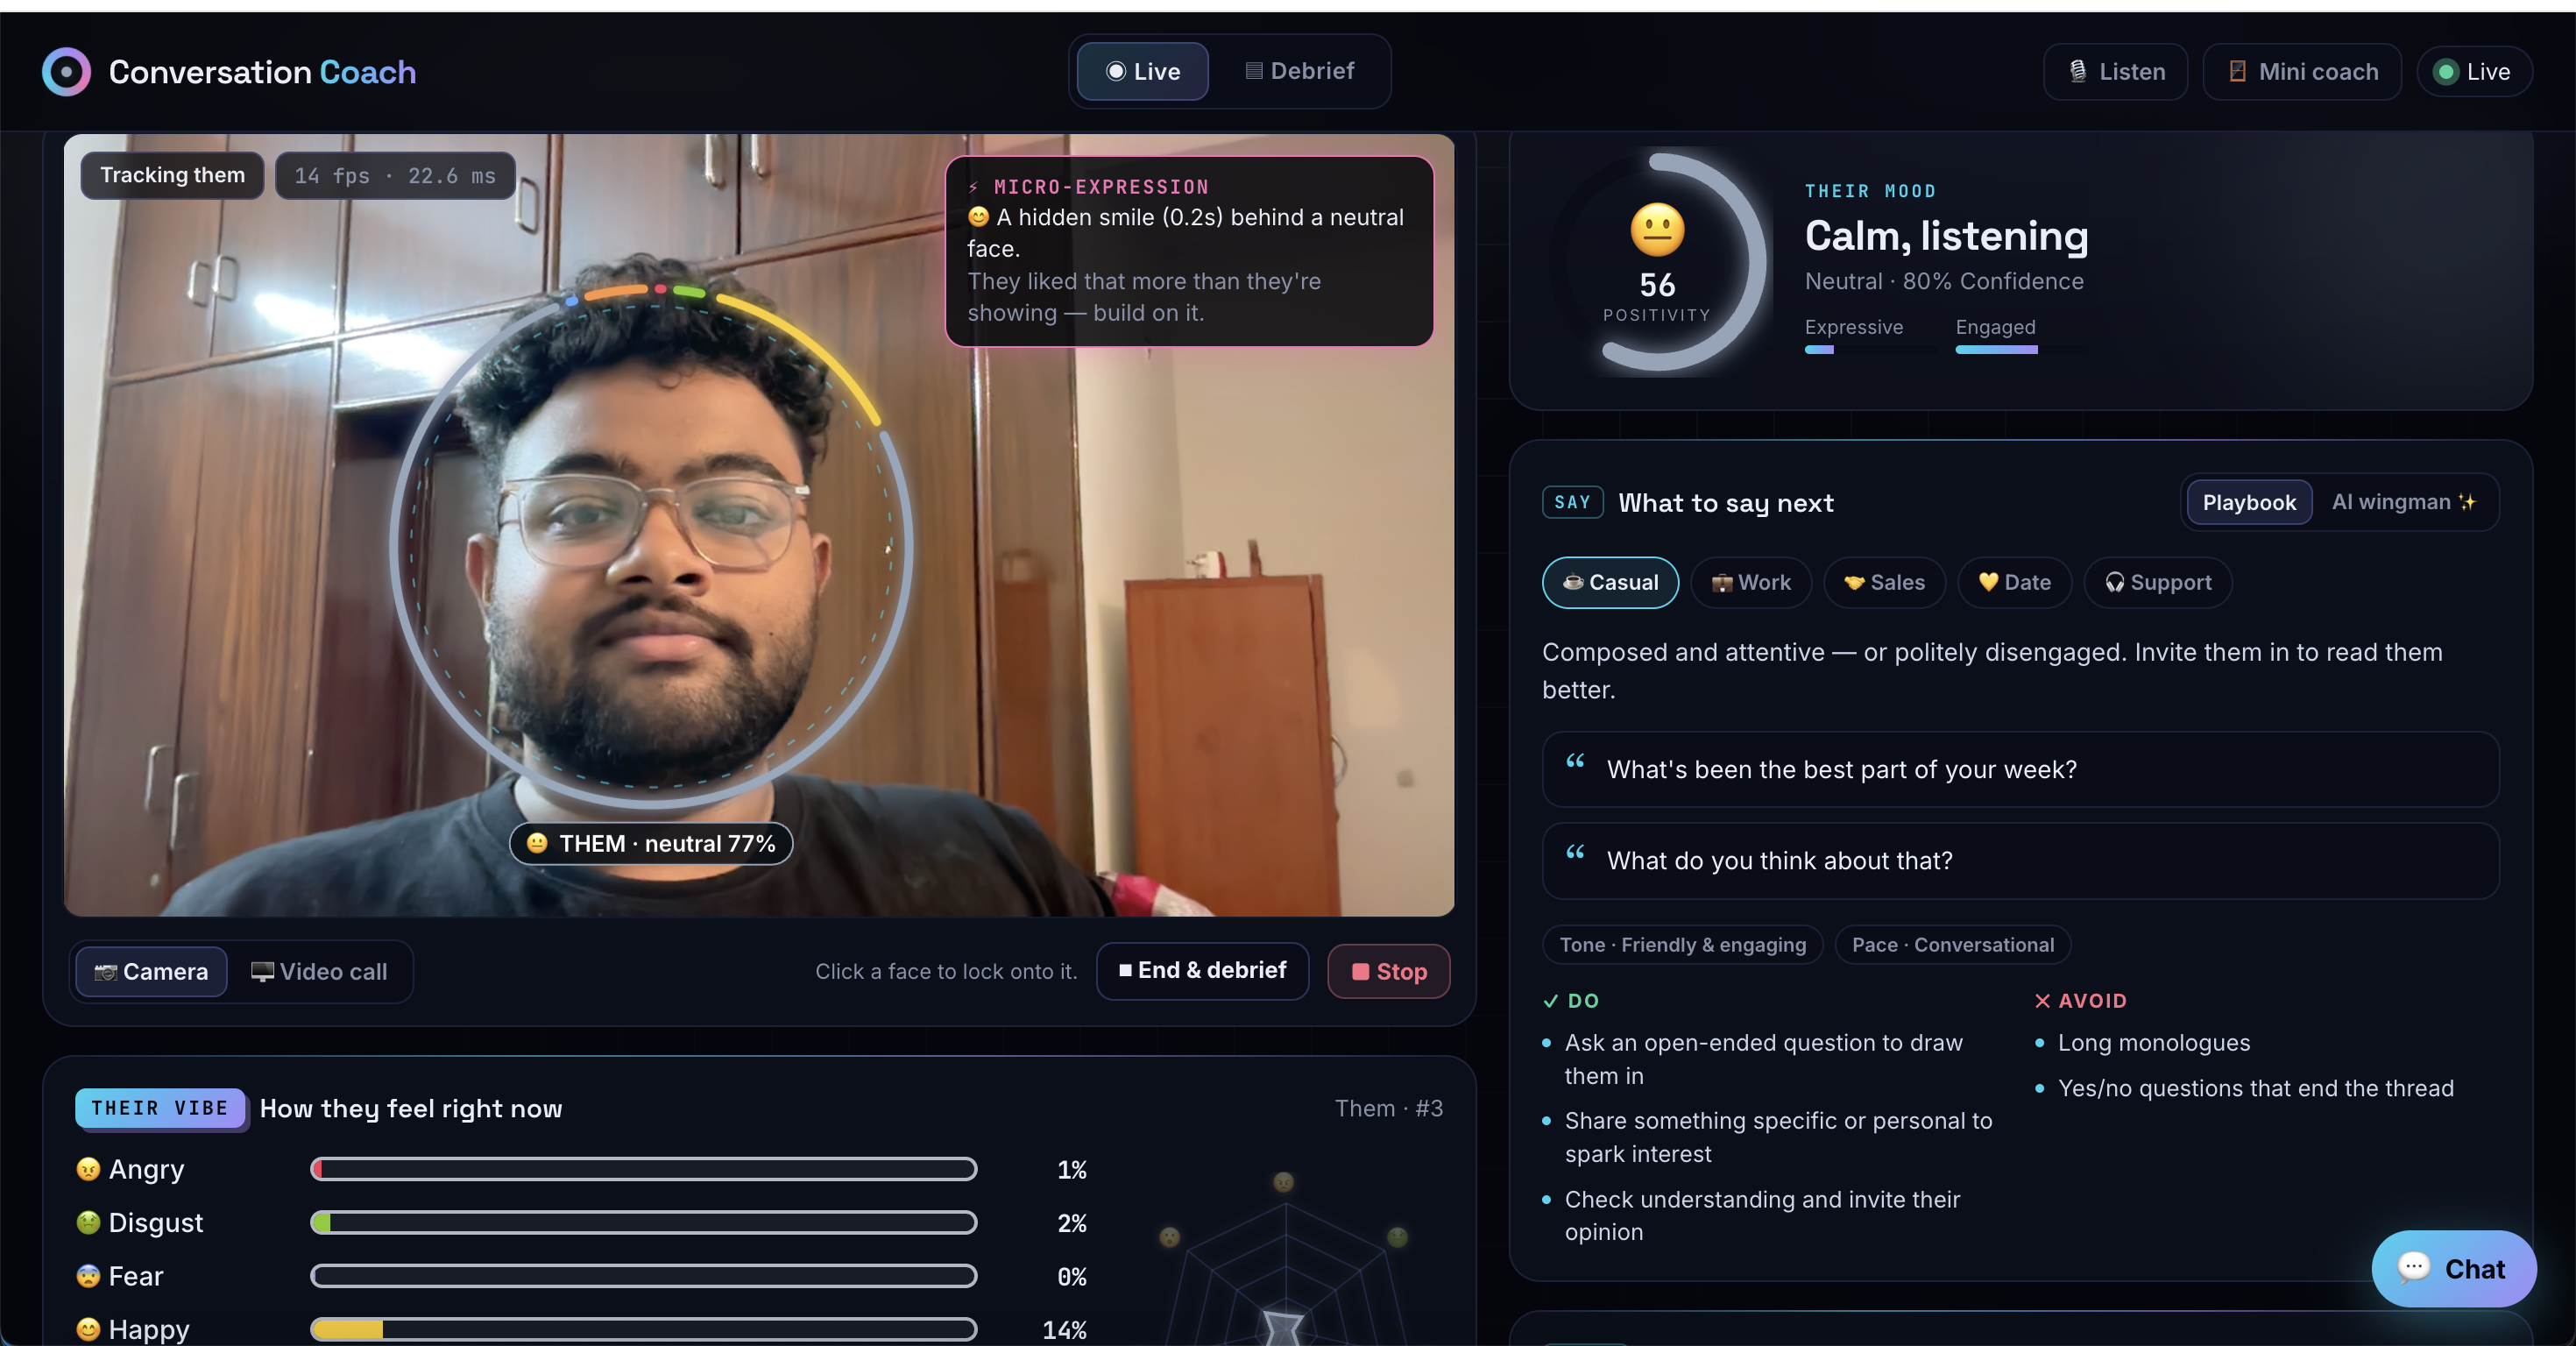 Conversation Coach
Live
Debrief
Listen
Mini coach
Live
Tracking them
14 fps · 22.6 ms
⚡ MICRO-EXPRESSION
😊 A hidden smile (0.2s) behind a neutral
face.
They liked that more than they're
showing — build on it.
THEM · neutral 77%
Camera
Video call
Click a face to lock onto it.
End & debrief
Stop
THEIR VIBE
How they feel right now
Them · #3
Angry
1%
Disgust
2%
Fear
0%
Happy
14%
56
POSITIVITY
THEIR MOOD
Calm, listening
Neutral · 80% Confidence
Expressive
Engaged
SAY
What to say next
Playbook
AI wingman ✨
Casual
Work
Sales
Date
Support
Composed and attentive — or politely disengaged. Invite them in to read them
better.
“ What's been the best part of your week?
“ What do you think about that?
Tone · Friendly & engaging
Pace · Conversational
✓ DO
• Ask an open-ended question to draw
them in
• Share something specific or personal to
spark interest
• Check understanding and invite their
opinion
✕ AVOID
• Long monologues
• Yes/no questions that end the thread
Chat